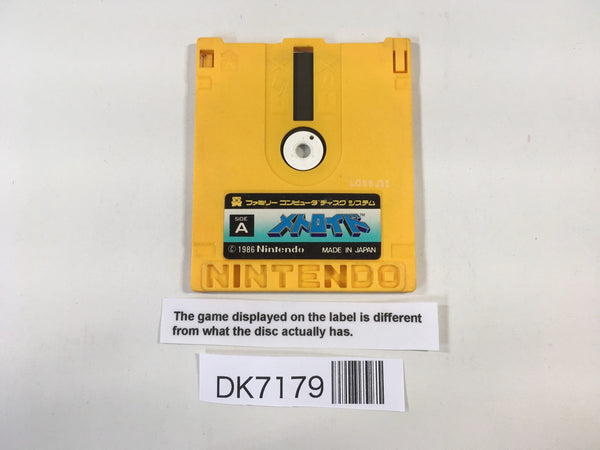 ファミリー コンピュータ ディスク システム
SIDE
A
メトロイド™
© 1986 Nintendo MADE IN JAPAN
NINTENDO
The game displayed on the label is different
from what the disc actually has.
DK7179